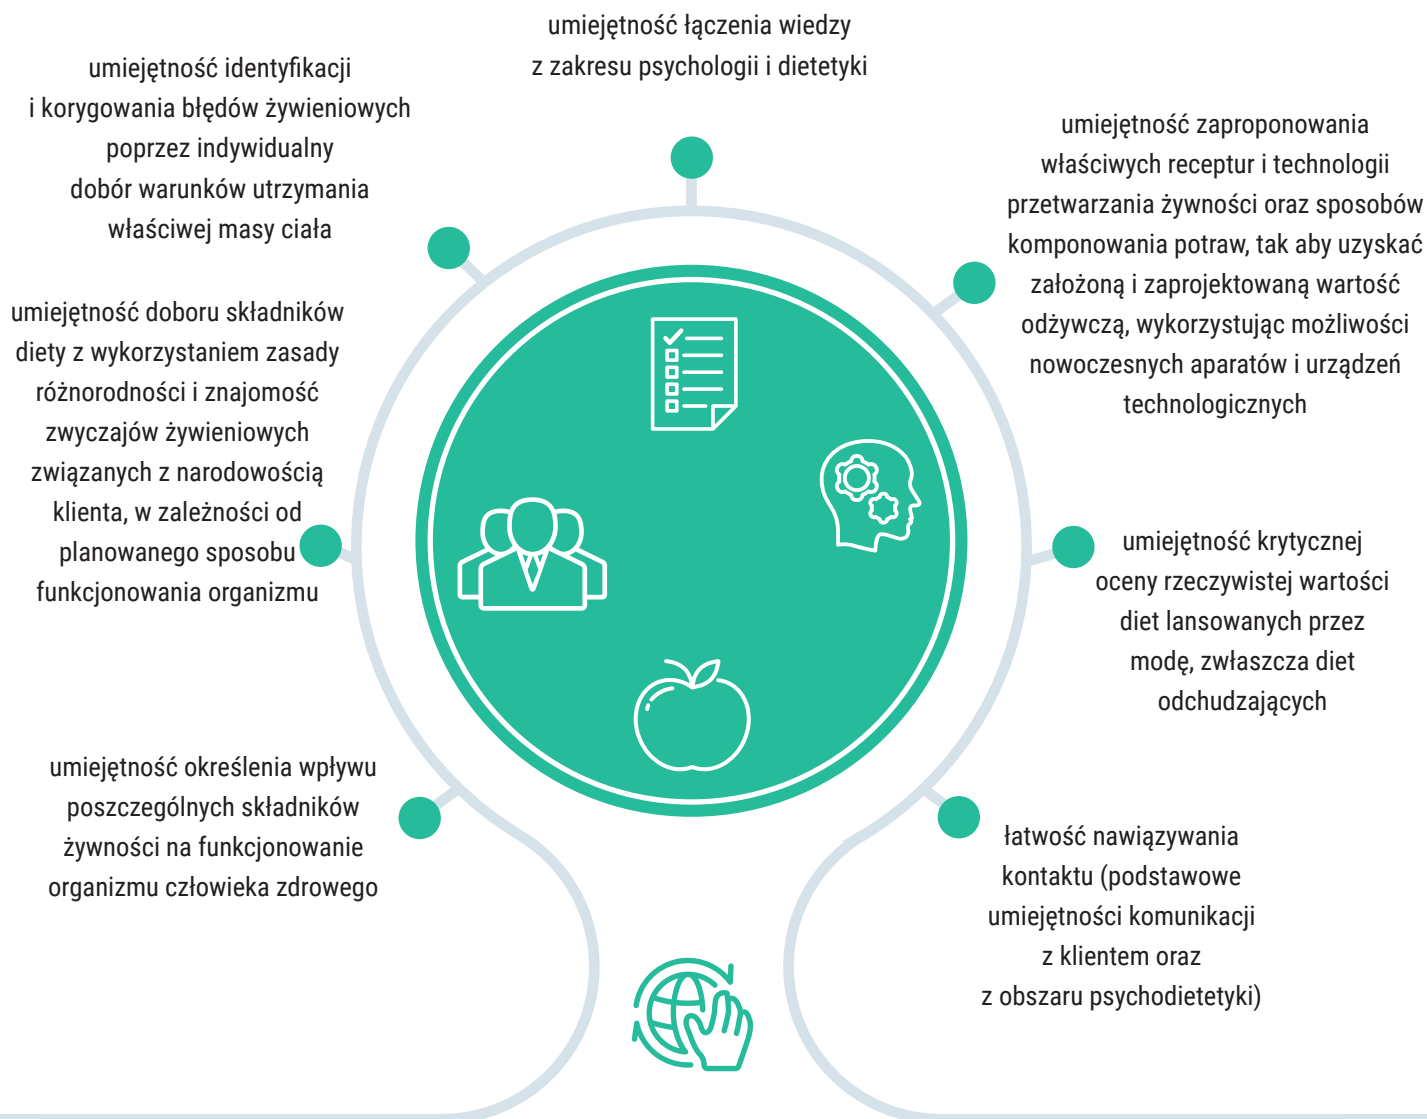 umiejętność łączenia wiedzy
z zakresu psychologii i dietetyki
umiejętność identyfikacji
i korygowania błędów żywieniowych
poprzez indywidualny
dobór warunków utrzymania
właściwej masy ciała
umiejętność zaproponowania
właściwych receptur i technologii
przetwarzania żywności oraz sposobów
komponowania potraw, tak aby uzyskać
założoną i zaprojektowaną wartość
odżywczą, wykorzystując możliwości
nowoczesnych aparatów i urządzeń
technologicznych
umiejętność doboru składników
diety z wykorzystaniem zasady
różnorodności i znajomość
zwyczajów żywieniowych
związanych z narodowością
klienta, w zależności od
planowanego sposobu
funkcjonowania organizmu
umiejętność krytycznej
oceny rzeczywistej wartości
diet lansowanych przez
modę, zwłaszcza diet
odchudzających
umiejętność określenia wpływu
poszczególnych składników
żywności na funkcjonowanie
organizmu człowieka zdrowego
łatwość nawiązywania
kontaktu (podstawowe
umiejętności komunikacji
z klientem oraz
z obszaru psychodietetyki)